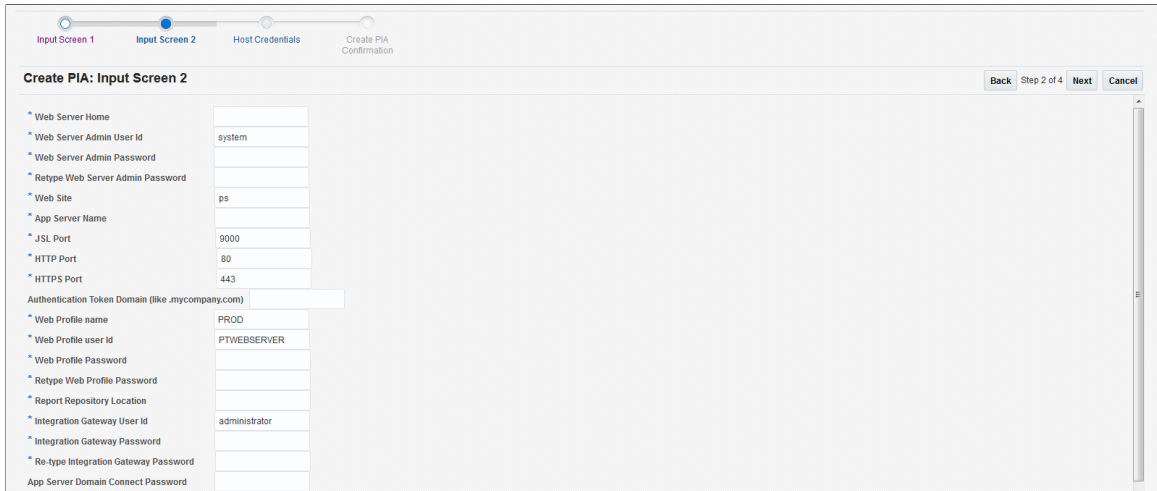 Input Screen 1 Input Screen 2 Host Credentials Create PIA
Confirmation
Create PIA: Input Screen 2 Back Step 2 of 4 Next Cancel
* Web Server Home
* Web Server Admin User Id system
* Web Server Admin Password
* Retype Web Server Admin Password
* Web Site ps
* App Server Name
* JSL Port 9000
* HTTP Port 80
* HTTPS Port 443
Authentication Token Domain (like .mycompany.com)
* Web Profile name PROD
* Web Profile user Id PTWEBSERVER
* Web Profile Password
* Retype Web Profile Password
* Report Repository Location
* Integration Gateway User Id administrator
* Integration Gateway Password
* Re-type Integration Gateway Password
App Server Domain Connect Password